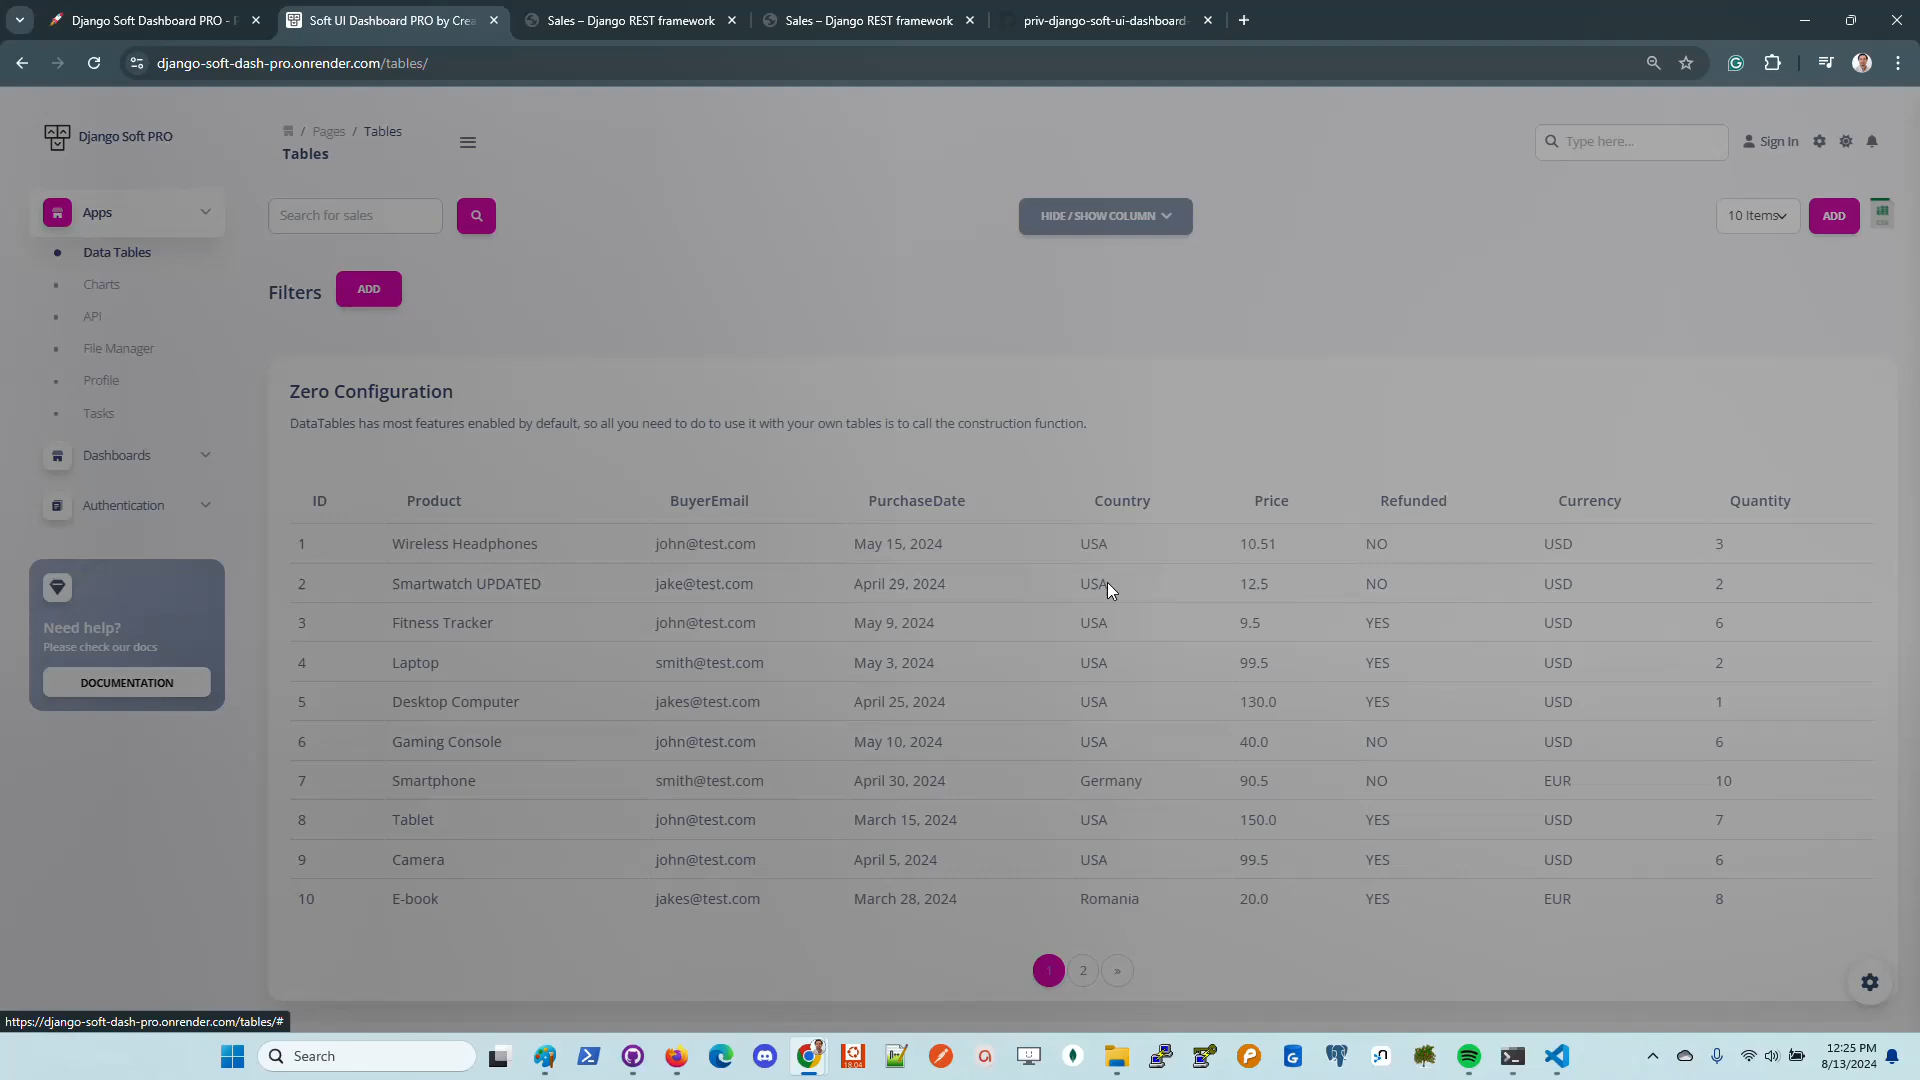 Django Soft Dashboard PRO -
Soft UI Dashboard PRO by Crea
Sales – Django REST framework
Sales – Django REST framework
priv-django-soft-ui-dashboard-
django-soft-dash-pro.onrender.com/tables/
Django Soft PRO
/ Pages / Tables
Tables
Type here...
Sign In
Apps
Search for sales
HIDE / SHOW COLUMN
10 Items
ADD
Data Tables
Charts
API
File Manager
Profile
Tasks
Dashboards
Authentication
Filters
ADD
Zero Configuration
DataTables has most features enabled by default, so all you need to do to use it with your own tables is to call the construction function.
ID Product BuyerEmail PurchaseDate Country Price Refunded Currency Quantity
1 Wireless Headphones john@test.com May 15, 2024 USA 10.51 NO USD 3
2 Smartwatch UPDATED jake@test.com April 29, 2024 USA 12.5 NO USD 2
3 Fitness Tracker john@test.com May 9, 2024 USA 9.5 YES USD 6
4 Laptop smith@test.com May 3, 2024 USA 99.5 YES USD 2
5 Desktop Computer jakes@test.com April 25, 2024 USA 130.0 YES USD 1
6 Gaming Console john@test.com May 10, 2024 USA 40.0 NO USD 6
7 Smartphone smith@test.com April 30, 2024 Germany 90.5 NO EUR 10
8 Tablet john@test.com March 15, 2024 USA 150.0 YES USD 7
9 Camera john@test.com April 5, 2024 USA 99.5 YES USD 6
10 E-book jakes@test.com March 28, 2024 Romania 20.0 YES EUR 8
1 2 »
Need help?
Please check our docs
DOCUMENTATION
https://django-soft-dash-pro.onrender.com/tables/#
Search
18.04
12:25 PM
8/13/2024